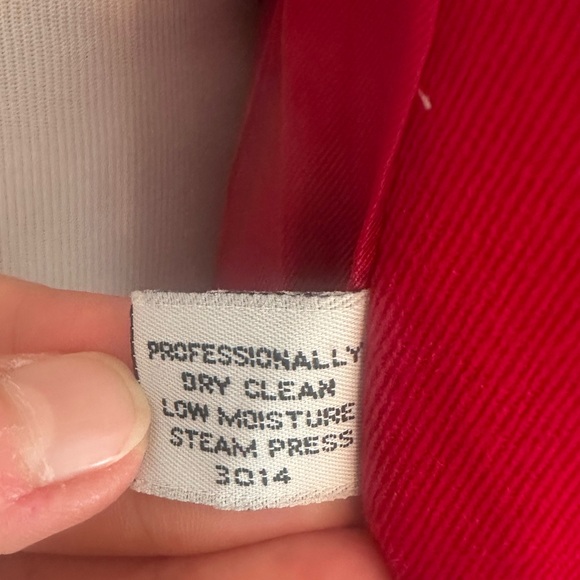 PROFESSIONALLY
DRY CLEAN
LOW MOISTURE
STEAM PRESS
3014